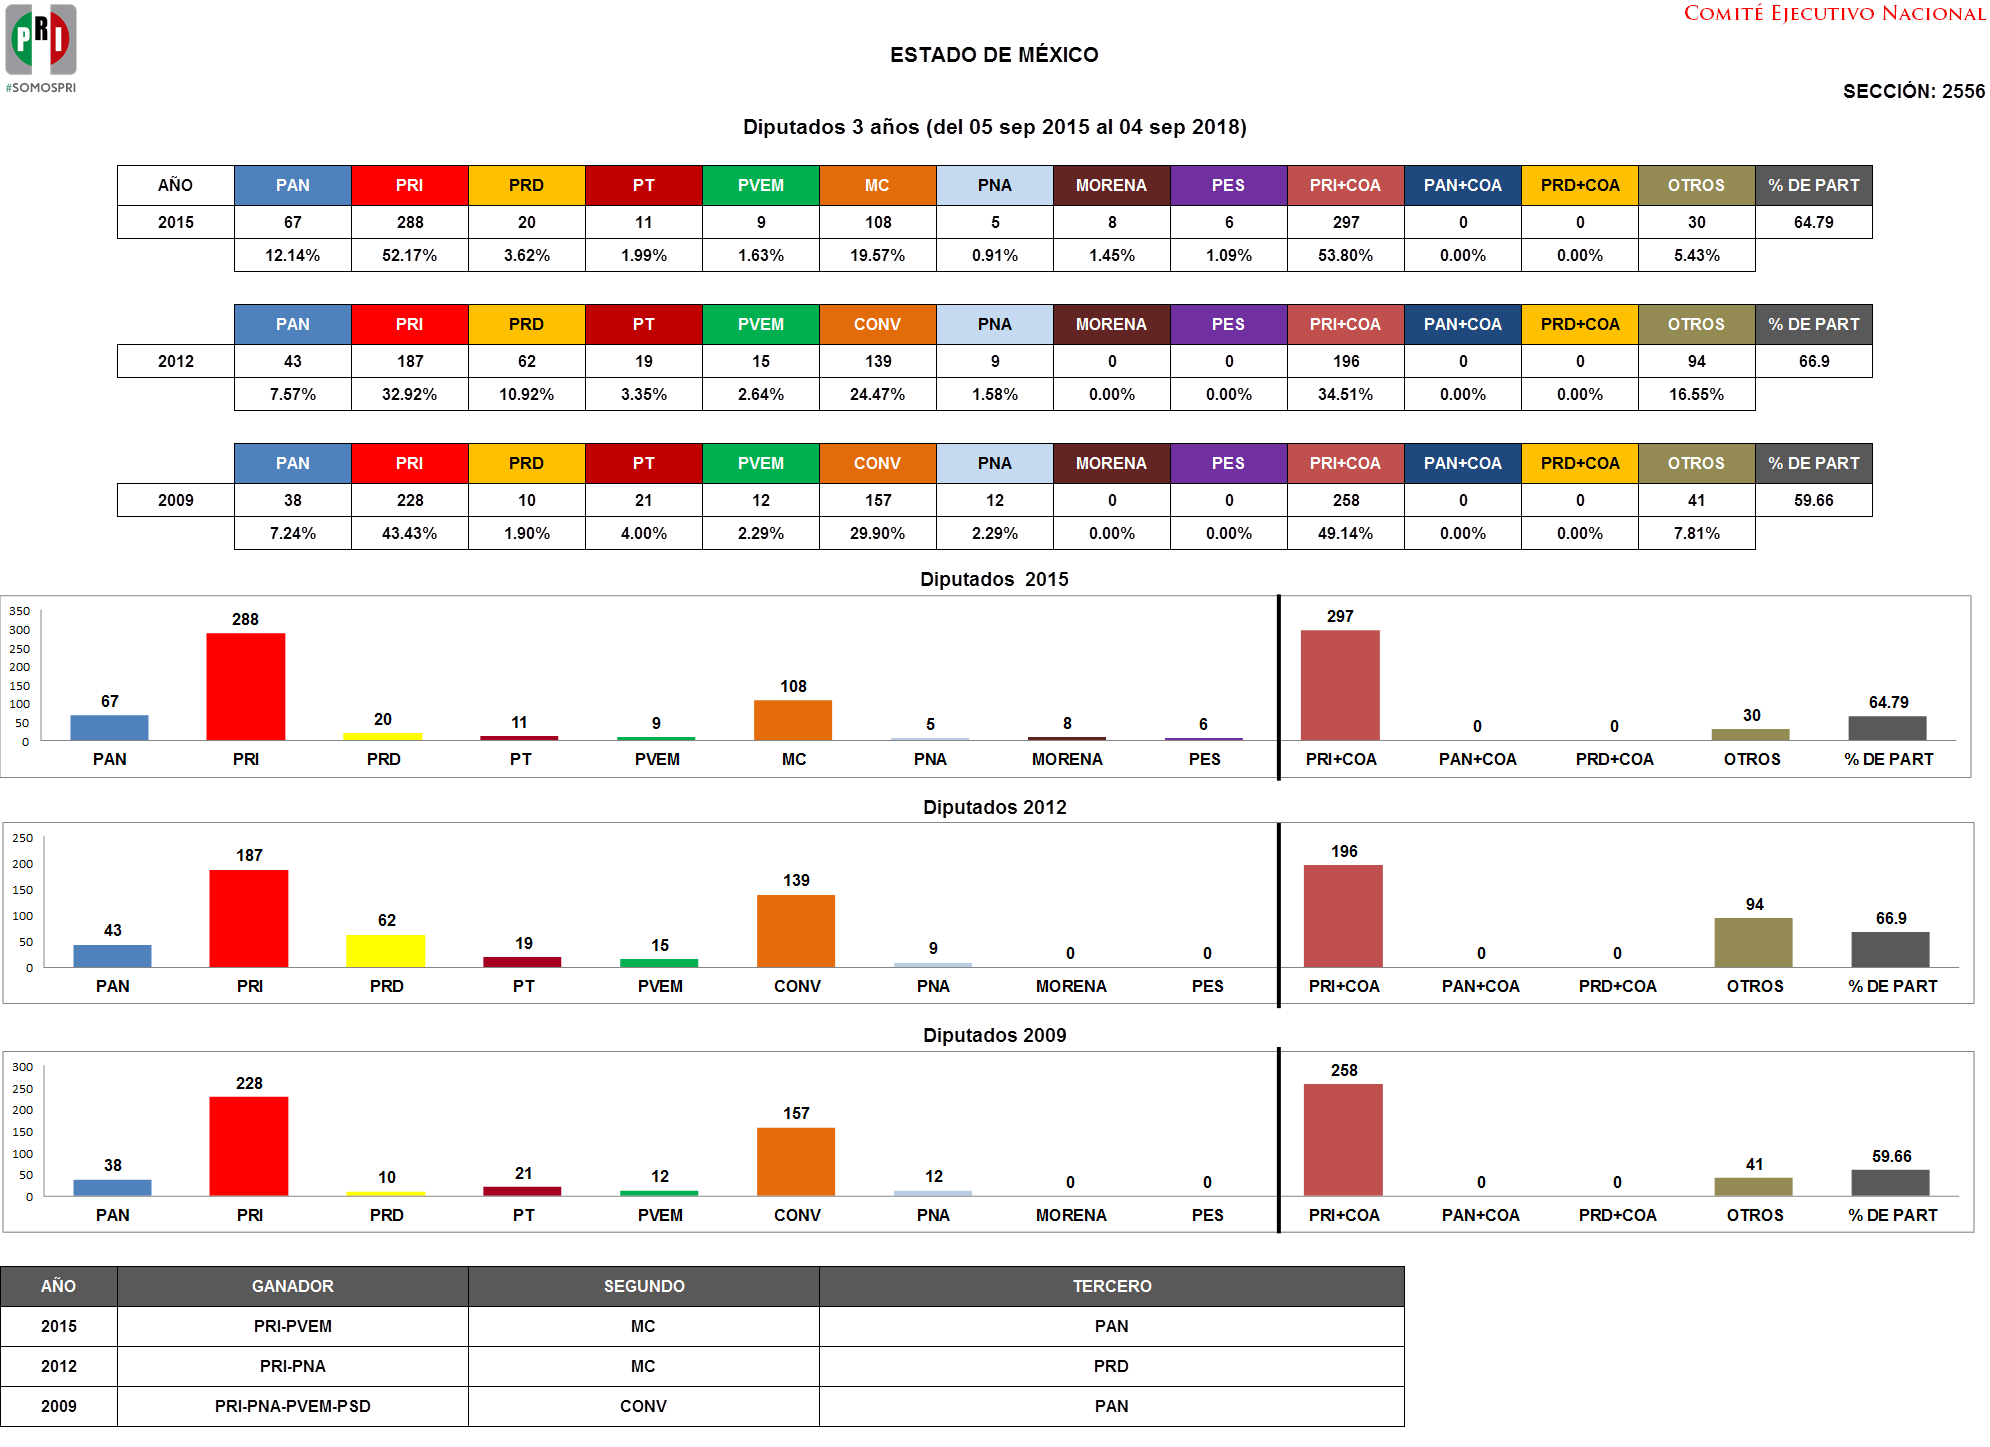 PRI
#SOMOSPRI
COMITÉ EJECUTIVO NACIONAL
ESTADO DE MÉXICO
SECCIÓN: 2556
Diputados 3 años (del 05 sep 2015 al 04 sep 2018)
AÑO PAN PRI PRD PT PVEM MC PNA MORENA PES PRI+COA PAN+COA PRD+COA OTROS % DE PART
2015 67 288 20 11 9 108 5 8 6 297 0 0 30 64.79
12.14% 52.17% 3.62% 1.99% 1.63% 19.57% 0.91% 1.45% 1.09% 53.80% 0.00% 0.00% 5.43%
PAN PRI PRD PT PVEM CONV PNA MORENA PES PRI+COA PAN+COA PRD+COA OTROS % DE PART
2012 43 187 62 19 15 139 9 0 0 196 0 0 94 66.9
7.57% 32.92% 10.92% 3.35% 2.64% 24.47% 1.58% 0.00% 0.00% 34.51% 0.00% 0.00% 16.55%
PAN PRI PRD PT PVEM CONV PNA MORENA PES PRI+COA PAN+COA PRD+COA OTROS % DE PART
2009 38 228 10 21 12 157 12 0 0 258 0 0 41 59.66
7.24% 43.43% 1.90% 4.00% 2.29% 29.90% 2.29% 0.00% 0.00% 49.14% 0.00% 0.00% 7.81%
Diputados 2015
350
300
250
200
150
100
50
0
67 288 20 11 9 108 5 8 6 297 0 0 30 64.79
PAN PRI PRD PT PVEM MC PNA MORENA PES PRI+COA PAN+COA PRD+COA OTROS % DE PART
Diputados 2012
250
200
150
100
50
0
43 187 62 19 15 139 9 0 0 196 0 0 94 66.9
PAN PRI PRD PT PVEM CONV PNA MORENA PES PRI+COA PAN+COA PRD+COA OTROS % DE PART
Diputados 2009
300
250
200
150
100
50
0
38 228 10 21 12 157 12 0 0 258 0 0 41 59.66
PAN PRI PRD PT PVEM CONV PNA MORENA PES PRI+COA PAN+COA PRD+COA OTROS % DE PART
AÑO GANADOR SEGUNDO TERCERO
2015 PRI-PVEM MC PAN
2012 PRI-PNA MC PRD
2009 PRI-PNA-PVEM-PSD CONV PAN